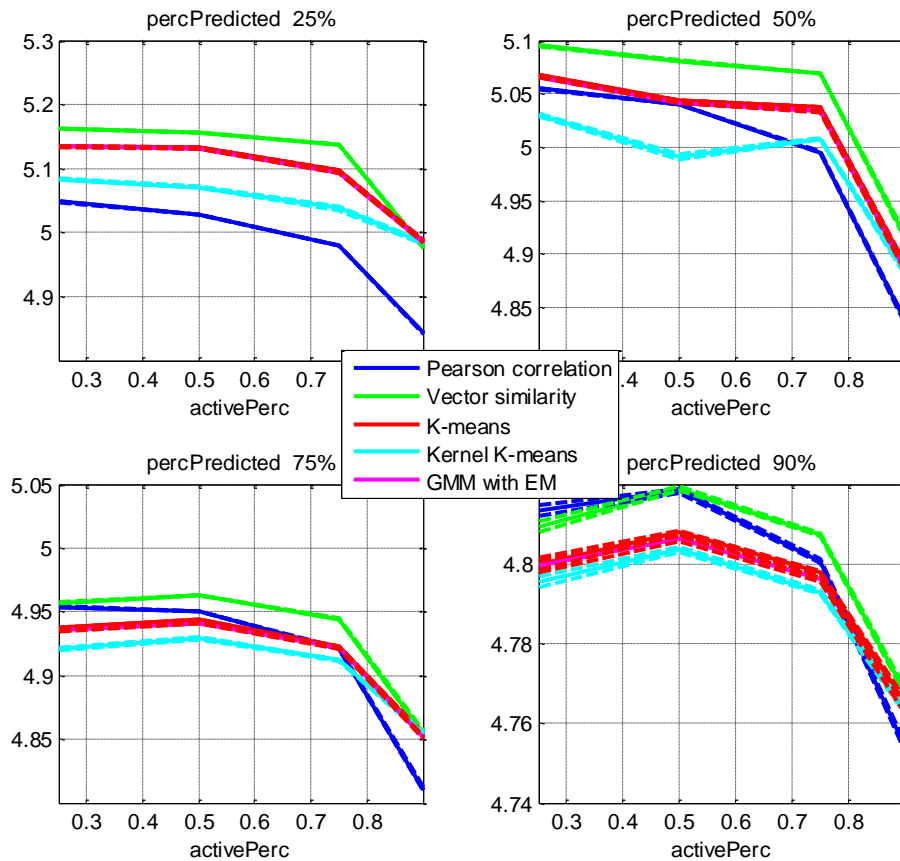 percPredicted 25%
5.3
5.2
5.1
5
4.9
0.3 0.4 0.5 0.6 0.7
activePerc
percPredicted 50%
5.1
5.05
5
4.95
4.9
4.85
0.4 0.5 0.6 0.7 0.8
activePerc
Pearson correlation
Vector similarity
K-means
Kernel K-means
GMM with EM
percPredicted 75%
5.05
5
4.95
4.9
4.85
0.3 0.4 0.5 0.6 0.7 0.8
activePerc
percPredicted 90%
4.8
4.78
4.76
4.74
0.3 0.4 0.5 0.6 0.7 0.8
activePerc